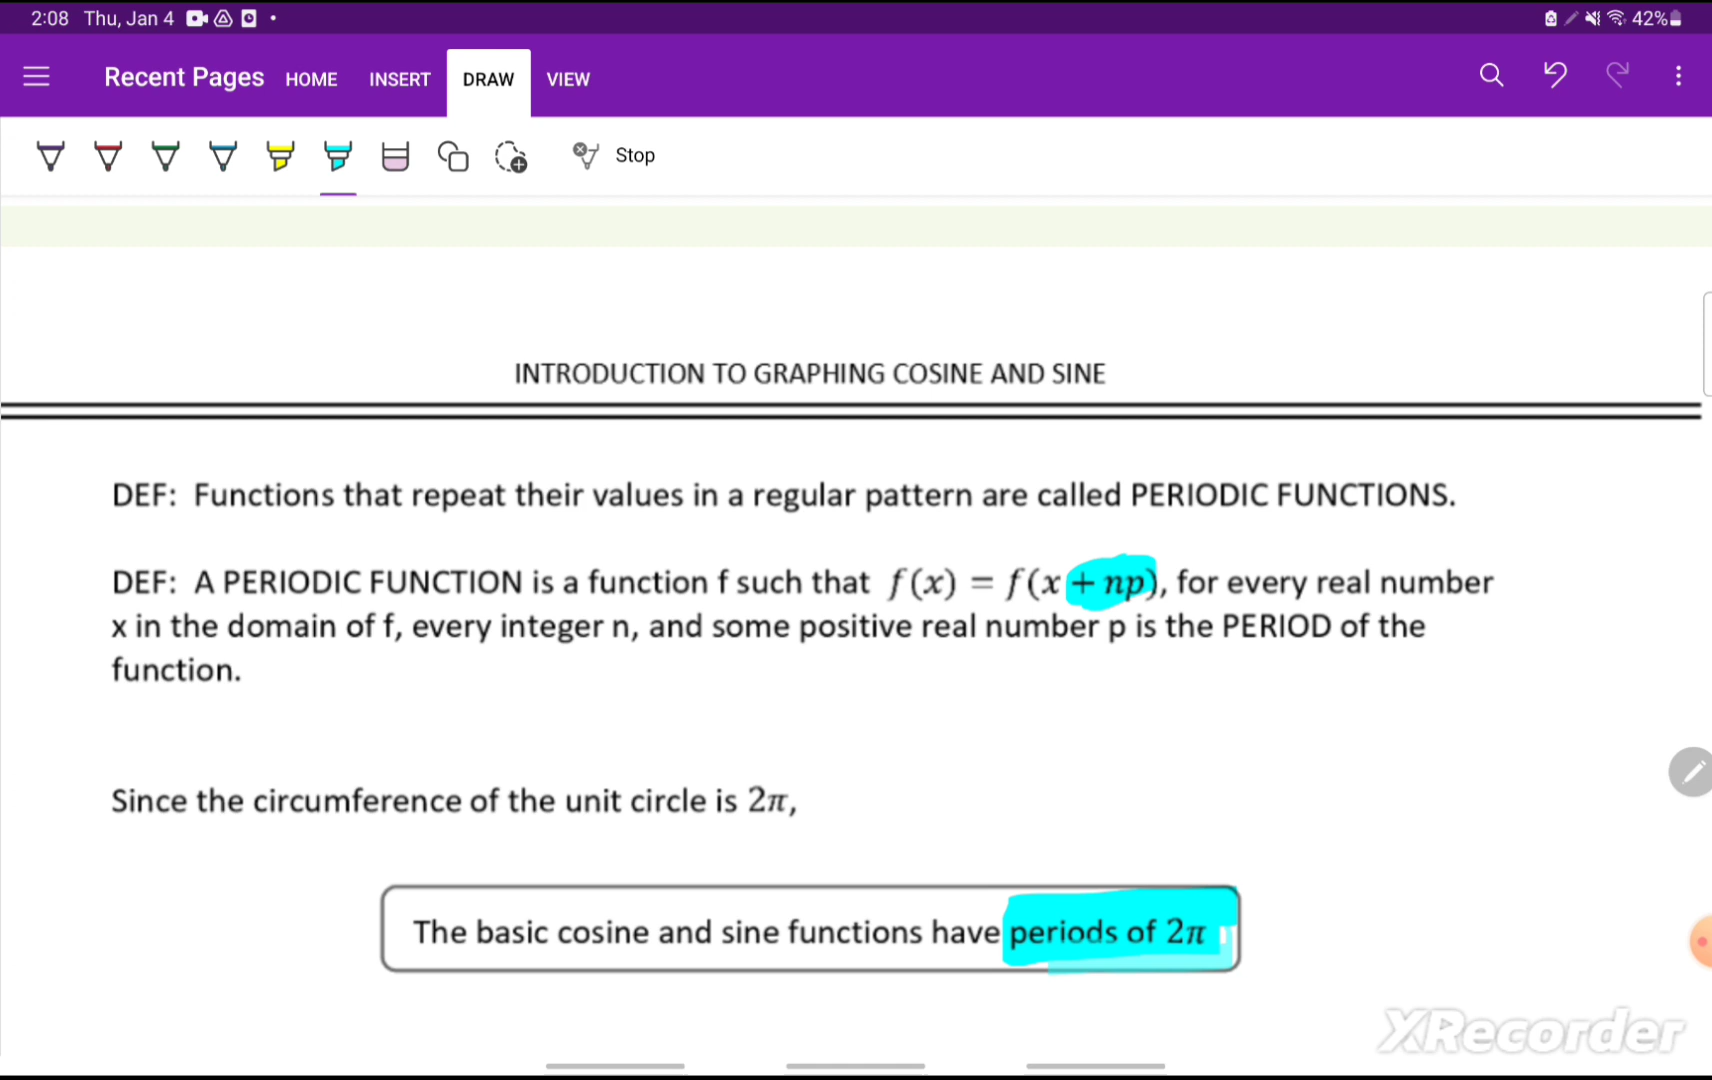 2:08 Thu, Jan 4 42%
Recent Pages HOME INSERT DRAW VIEW
Stop
INTRODUCTION TO GRAPHING COSINE AND SINE
DEF: Functions that repeat their values in a regular pattern are called PERIODIC FUNCTIONS.
DEF: A PERIODIC FUNCTION is a function f such that f(x) = f(x + np), for every real number
x in the domain of f, every integer n, and some positive real number p is the PERIOD of the
function.
Since the circumference of the unit circle is 2π,
The basic cosine and sine functions have periods of 2π
XRecorder